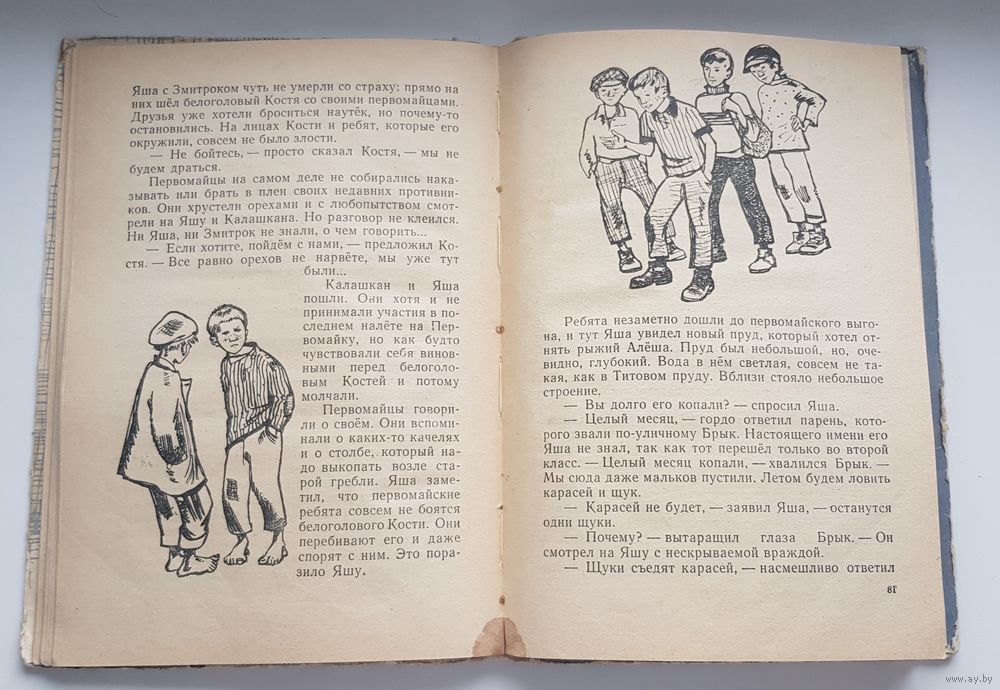 Яша с Змитроком чуть не умерли со страху: прямо на
них шёл белоголовый Костя со своими первомайцами.
Друзья уже хотели броситься наутёк, но почему-то
остановились. На лицах Кости и ребят, которые его
окружили, совсем не было злости.
— Не бойтесь, — просто сказал Костя, — мы не
будем драться.
Первомайцы на самом деле не собирались нака-
зывать или брать в плен своих недавних противни-
ков. Они хрустели орехами и с любопытством смот-
рели на Яшу и Калашкана. Но разговор не клеился.
Ни Яша, ни Змитрок не знали, о чем говорить...
— Если хотите, пойдём с нами, — предложил Ко-
стя. — Все равно орехов не нарвёте, мы уже тут
были...
Калашкан и Яша
пошли. Они хотя и не
принимали участия в по-
следнем налёте на Пер-
вомайку, но как будто
чувствовали себя винов-
ными перед белоголо-
вым Костей и потому
молчали.
Первомайцы говори-
ли о своём. Они вспоми-
нали о каких-то качелях
и о столбе, который на-
до выкопать возле ста-
рой гребли. Яша заме-
тил, что первомайские
ребята совсем не боятся
белоголового Кости. Они
перебивают его и даже
спорят с ним. Это пора-
зило Яшу.
Ребята незаметно дошли до первомайского выго-
на, и тут Яша увидел новый пруд, который хотел от-
нять рыжий Алёша. Пруд был небольшой, но, оче-
видно, глубокий. Вода в нём светлая, совсем не та-
кая, как в Титовом пруду. Вблизи стояло небольшое
строение.
— Вы долго его копали? — спросил Яша.
— Целый месяц, — гордо ответил парень, кото-
рого звали по-уличному Брык. Настоящего имени его
Яша не знал, так как тот перешёл только во второй
класс. — Целый месяц копали, — хвалился Брык. —
Мы сюда даже мальков пустили. Летом будем ловить
карасей и щук.
— Карасей не будет, — заявил Яша, — останутся
одни щуки.
— Почему? — вытаращил глаза Брык. — Он
смотрел на Яшу с нескрываемой враждой.
— Щуки съедят карасей, — насмешливо ответил
81
www.ay.by